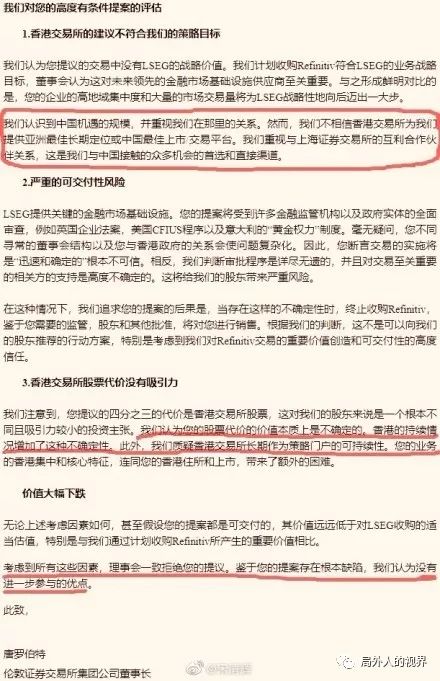 我们对您的高度有条件提案的评估
1.香港交易所的建议不符合我们的策略目标
我们认为您提议的交易中没有LSEG的战略价值。我们计划收购Refinitiv符合LSEG的业务战略
目标，董事会认为这对未来领先的金融市场基础设施供应商至关重要。与之形成鲜明对比的
是，您的企业的高地域集中度和大量的市场交易量将为LSEG战略性地向后迈出一大步。
我们认识到中国机遇的规模，并重视我们在那里的关系。然而，我们不相信香港交易所为我们
提供亚洲最佳长期定位或中国最佳上市/交易平台。我们重视与上海证券交易所的互利合作伙
伴关系，这是我们与中国接触的众多机会的首选和直接渠道。
2.严重的可交付性风险
LSEG提供关键的金融市场基础设施。您的提案将受到许多金融监管机构以及政府实体的全面
审查，例如英国企业法案，美国CFIUS程序以及意大利的“黄金权力”制度。毫无疑问，您不
寻常的董事会结构以及您与香港政府的关系会使问题复杂化。因此，您断言交易的实施将
是“迅速和确定的”根本不可信。相反，我们判断审批程序是详尽无遗的，并且对交易至关重要
的相关方的支持是高度不确定的。这将给我们的股东带来严重风险。
在这种情况下，我们追求您的提案的后果是，当存在这样的不确定性时，终止收购Refinitiv，
鉴于您需要的监管，股东和其他批准，将对您进行销售。根据我们的判断，这不是可以向我们
的股东推荐的行动方案，特别是考虑到我们对Refinitiv交易的重要价值创造和可交付性的高度
信任。
3.香港交易所股票代价没有吸引力
我们注意到，您提议的四分之三的代价是香港交易所股票，这对我们的股东来说是一个根本不
同且吸引力较小的投资主张。我们认为您的股票代价的价值本质上是不确定的。香港的持续情
况增加了这种不确定性。此外，我们质疑香港交易所长期作为策略门户的可持续性。您的业务
的香港集中和核心特征，连同您的香港住所和上市，带来了额外的困难。
价值大幅下跌
无论上述考虑因素如何，甚至假设您的提案都是可交付的，其价值远远低于对LSEG收购的适
当估值，特别是与我们通过计划收购Refinitiv所产生的重要价值相比。
考虑到所有这些因素，理事会一致拒绝您的提议。鉴于您的提案存在根本缺陷，我们认为没有
进一步参与的优点。
此致，
唐罗伯特
伦敦证券交易所集团公司董事长
局外人的视界